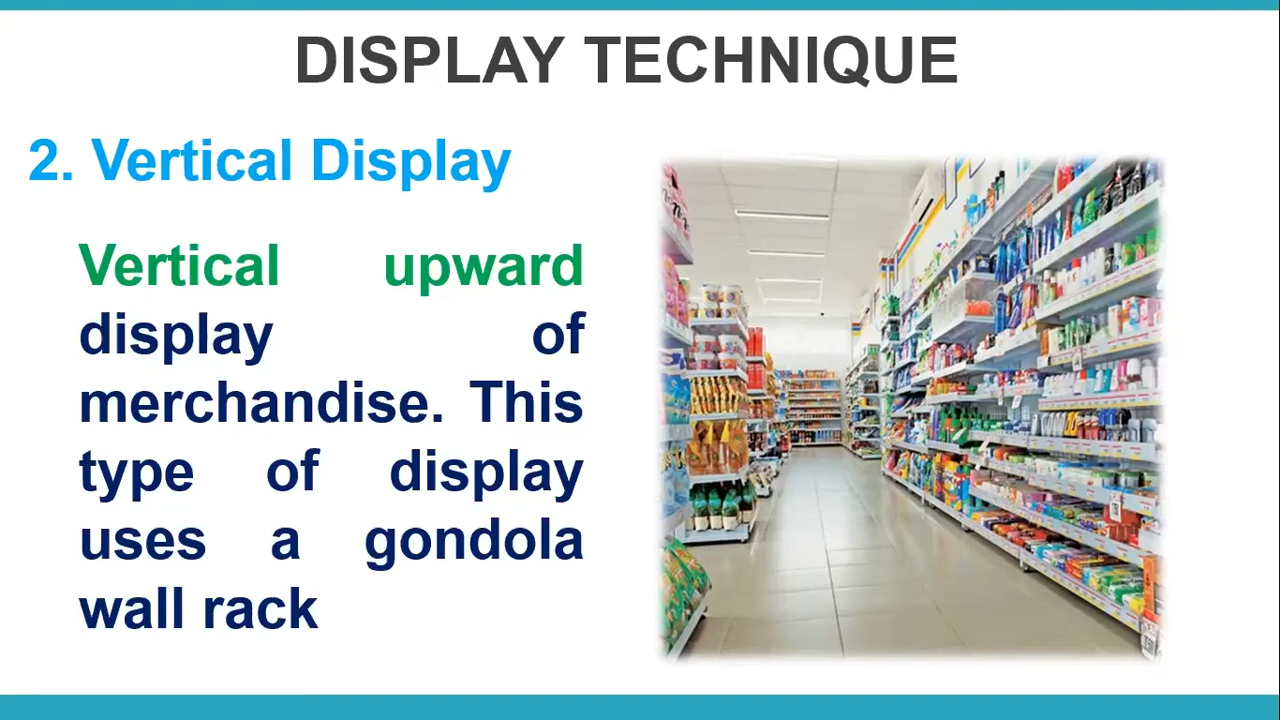 DISPLAY TECHNIQUE
2. Vertical Display
Vertical upward
display of
merchandise. This
type of display
uses a gondola
wall rack